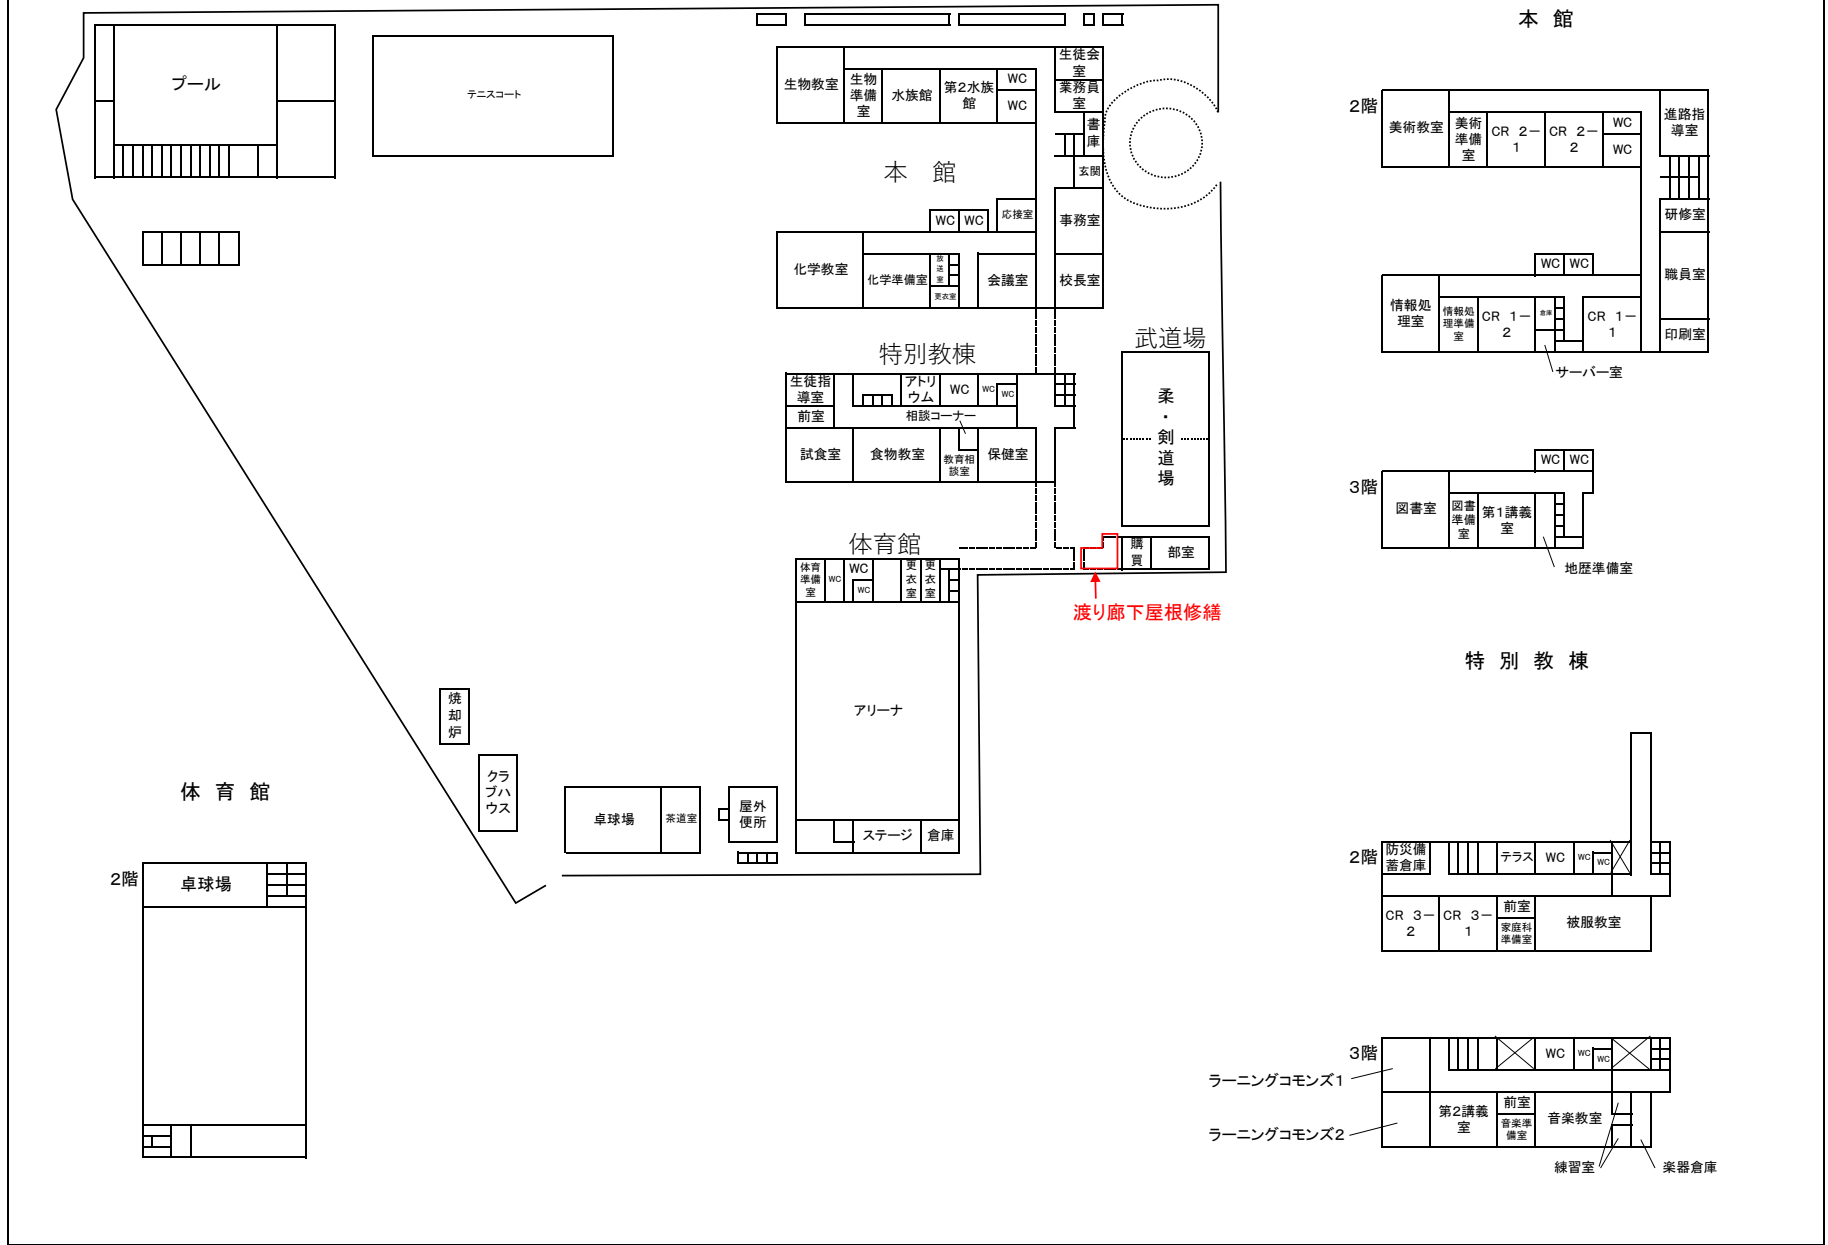 プール
テニスコート
生物教室
生物
準備
室
水族館
第2水族
館
WC
WC
生徒会
室
業務員
室
書
庫
玄関
本 館
WC
WC
応接室
事務室
化学教室
化学準備室
放
送
室
更衣室
会議室
校長室
特別教棟
生徒指
導室
前室
アトリ
ウム
WC
WC
WC
相談コーナー
試食室
食物教室
教育相
談室
保健室
武道場
柔
・
剣
道
場
購
買
部室
渡り廊下屋根修繕
体育館
体育
準備
室
WC
WC
WC
更
衣
室
更
衣
室
アリーナ
ステージ
倉庫
焼
却
炉
クラ
ブハ
ウス
卓球場
茶道室
屋外
便所
体 育 館
2階
卓球場
本 館
2階
美術教室
美術
準備
室
CR 2-
1
CR 2-
2
WC
WC
進路指
導室
研修室
職員室
印刷室
WC
WC
情報処
理室
情報処
理準備
室
CR 1-
2
倉庫
CR 1-
1
サーバー室
3階
WC
WC
図書室
図書
準備
室
第1講義
室
地歴準備室
特 別 教 棟
2階
防災備
蓄倉庫
テラス
WC
WC
WC
CR 3-
2
CR 3-
1
前室
家庭科
準備室
被服教室
3階
WC
WC
WC
ラーニングコモンズ1
ラーニングコモンズ2
第2講義
室
前室
音楽準
備室
音楽教室
練習室
楽器倉庫